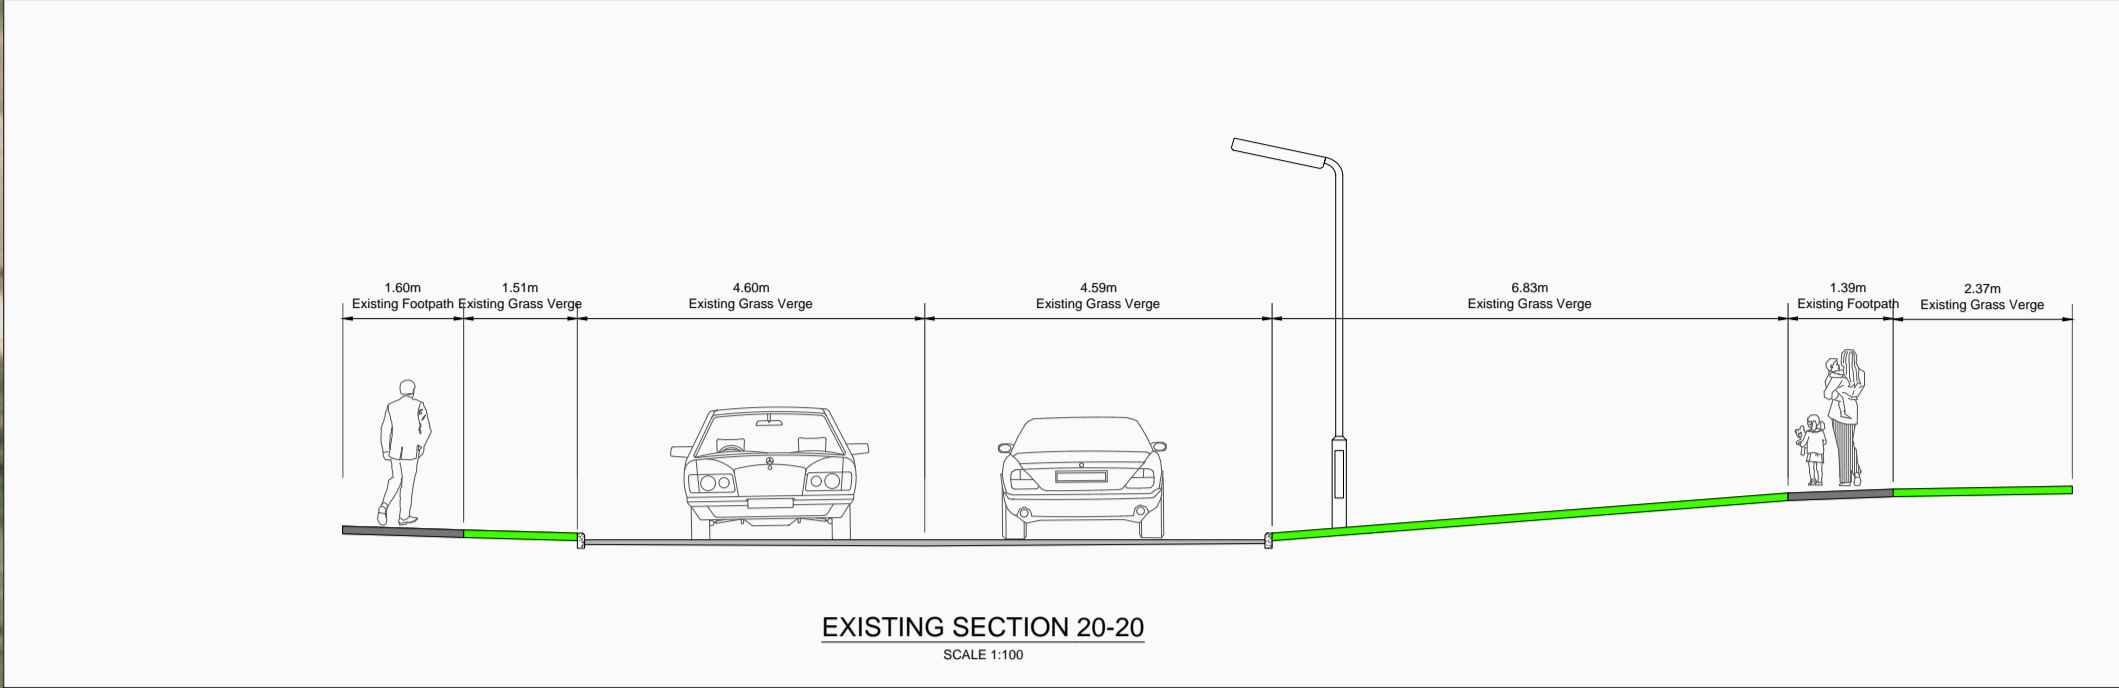 1.60m
Existing Footpath
1.51m
Existing Grass Verge
4.60m
Existing Grass Verge
4.59m
Existing Grass Verge
6.83m
Existing Grass Verge
1.39m
Existing Footpath
2.37m
Existing Grass Verge
EXISTING SECTION 20-20
SCALE 1:100